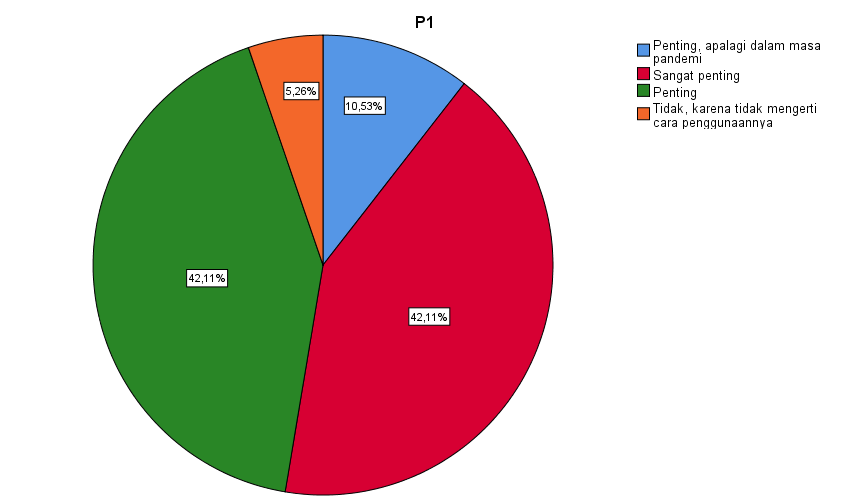 P1
Penting, apalagi dalam masa
pandemi
Sangat penting
Penting
Tidak, karena tidak mengerti
cara penggunaannya
5,26%
10,53%
42,11%
42,11%